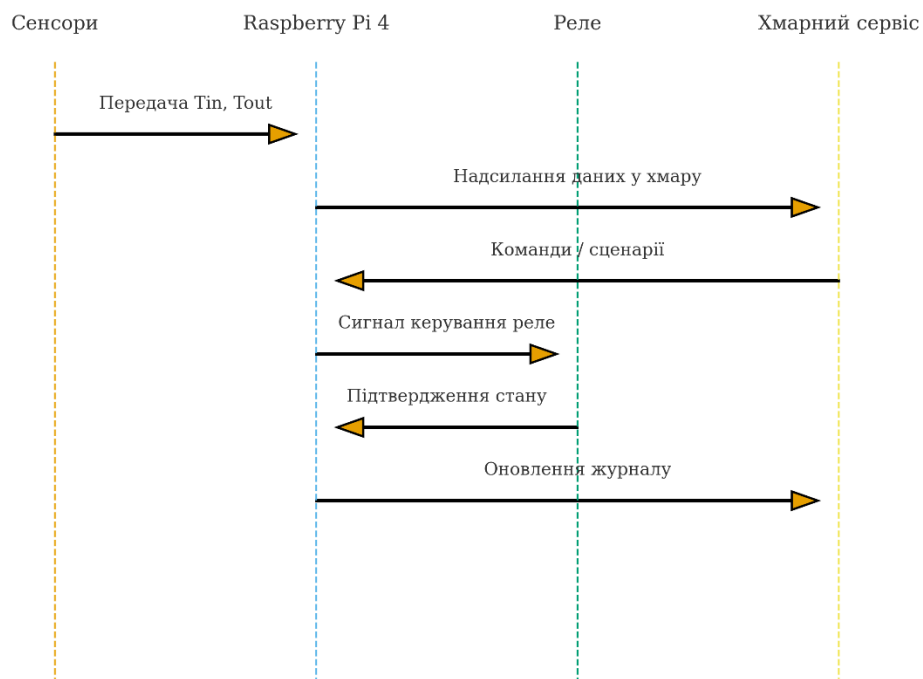 Сенсори
Raspberry Pi 4
Реле
Хмарний сервіс
Передача Tin, Tout
Надсилання даних у хмару
Команди / сценарії
Сигнал керування реле
Підтвердження стану
Оновлення журналу